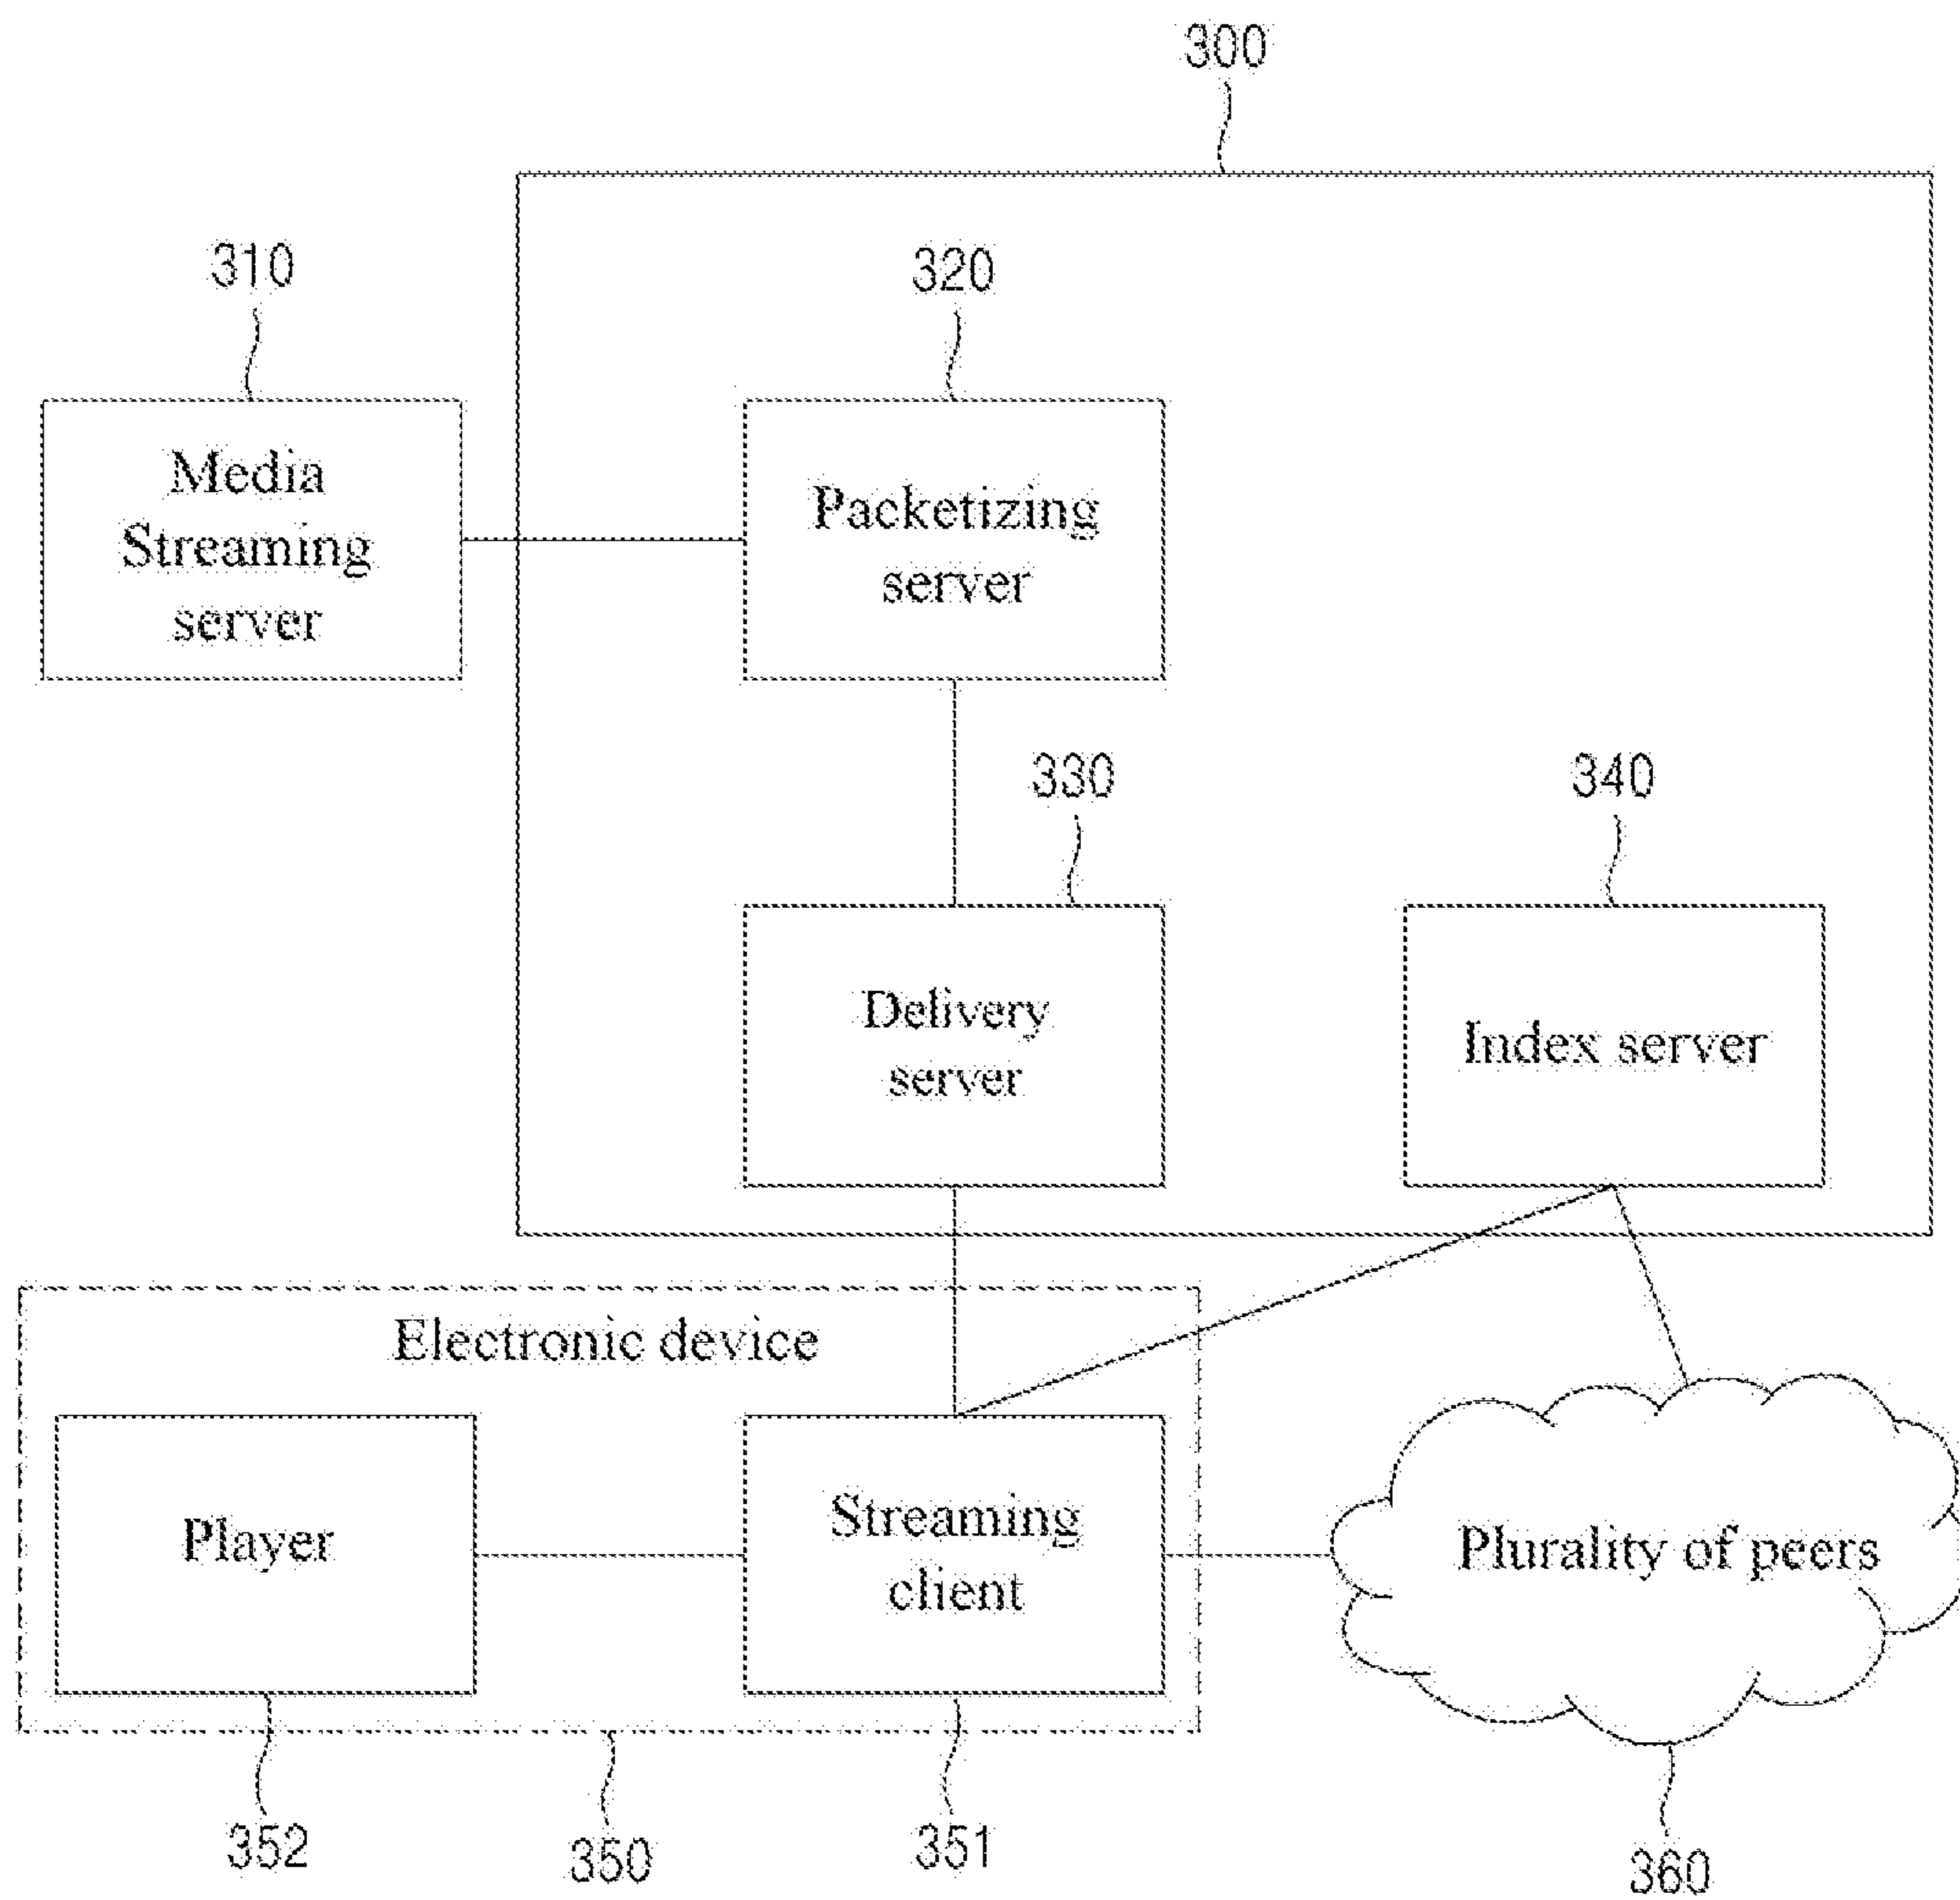 300
310
320
Media
Streaming
server
Packetizing
server
330
340
Delivery
server
Index server
Electronic device
Player
Streaming
client
Plurality of peers
352
350
351
360